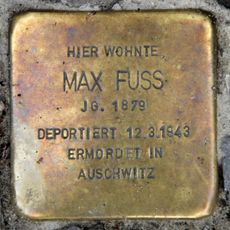 HIER WOHNTE
MAX FUSS
JG. 1879
DEPORTIERT 12.3.1943
ERMORDET IN
AUSCHWITZ